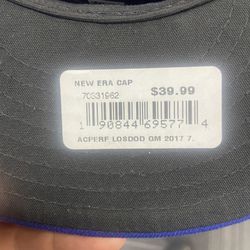 NEW ERA CAP
70331962 $39.99
1 90844 69577 4
ACPERF LOSDOD GM 2017 7.